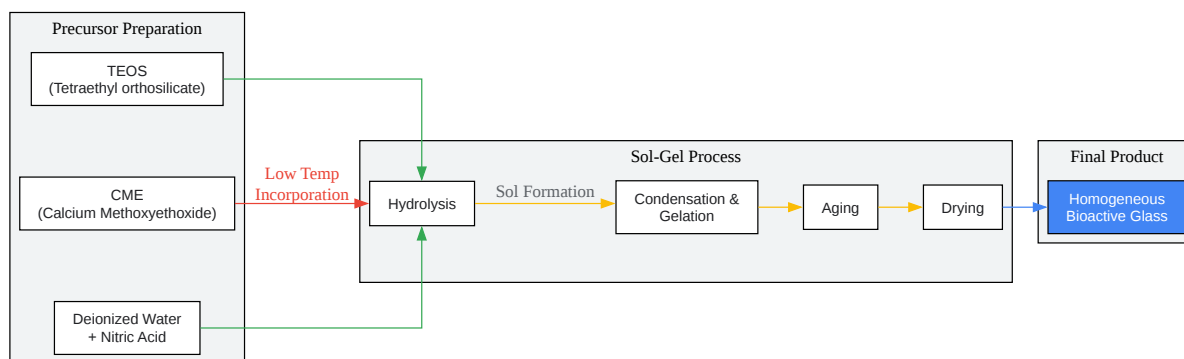 Precursor Preparation
TEOS
(Tetraethyl orthosilicate)
CME
(Calcium Methoxyethoxide)
Deionized Water
+ Nitric Acid
Low Temp
Incorporation
Sol-Gel Process
Hydrolysis
Sol Formation
Condensation &
Gelation
Aging
Drying
Final Product
Homogeneous
Bioactive Glass